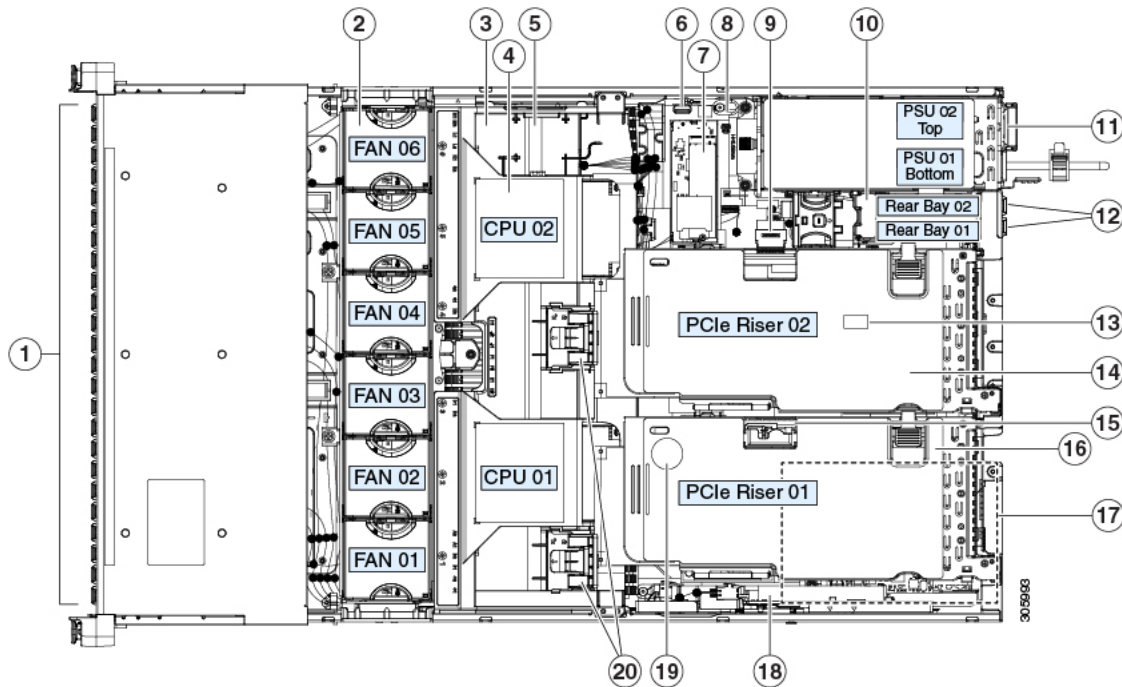 2
3
5
6
8
9
10
4
7
PSU 02
Top
11
FAN 06
PSU 01
Bottom
Rear Bay 02
12
FAN 05
CPU 02
Rear Bay 01
FAN 04
PCIe Riser 02
13
1
14
FAN 03
15
16
FAN 02
CPU 01
PCIe Riser 01
17
FAN 01
305993
20
19
18